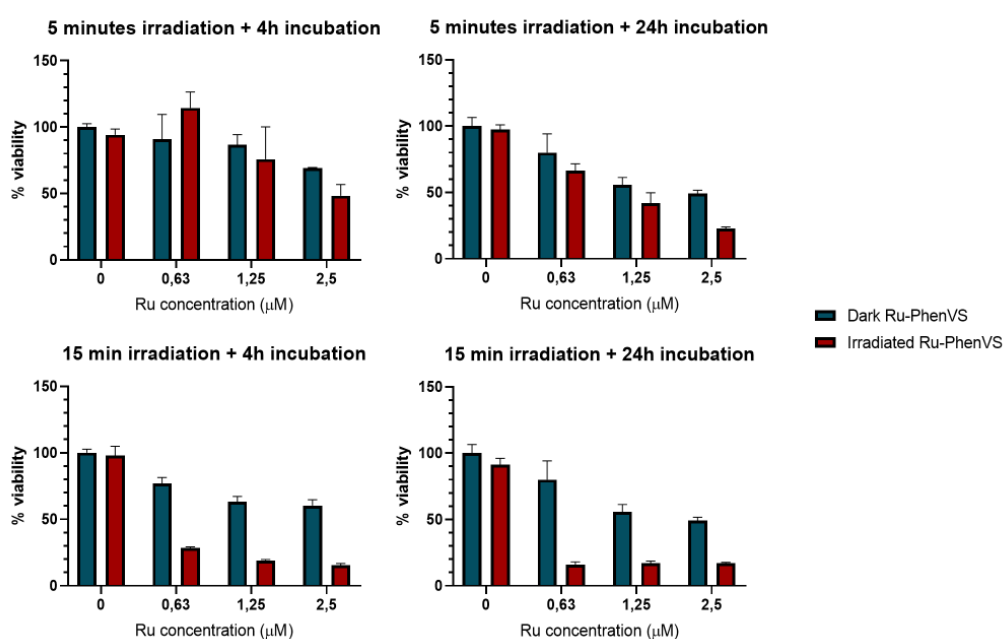 5 minutes irradiation + 4h incubation
150
100
50
0
% viability
0
0,63
1,25
2,5
Ru concentration (μM)
5 minutes irradiation + 24h incubation
150
100
50
0
% viability
0
0,63
1,25
2,5
Ru concentration (μM)
Dark Ru-PhenVS
Irradiated Ru-PhenVS
15 min irradiation + 4h incubation
150
100
50
0
% viability
0
0,63
1,25
2,5
Ru concentration (μM)
15 min irradiation + 24h incubation
150
100
50
0
% viability
0
0,63
1,25
2,5
Ru concentration (μM)